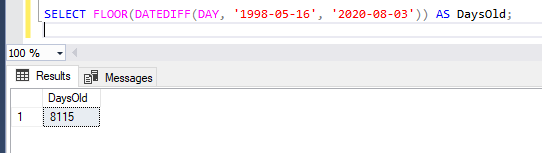 SELECT FLOOR(DATEDIFF(DAY, '1998-05-16', '2020-08-03')) AS DaysOld;
100 %
Results Messages
DaysOld
1 8115